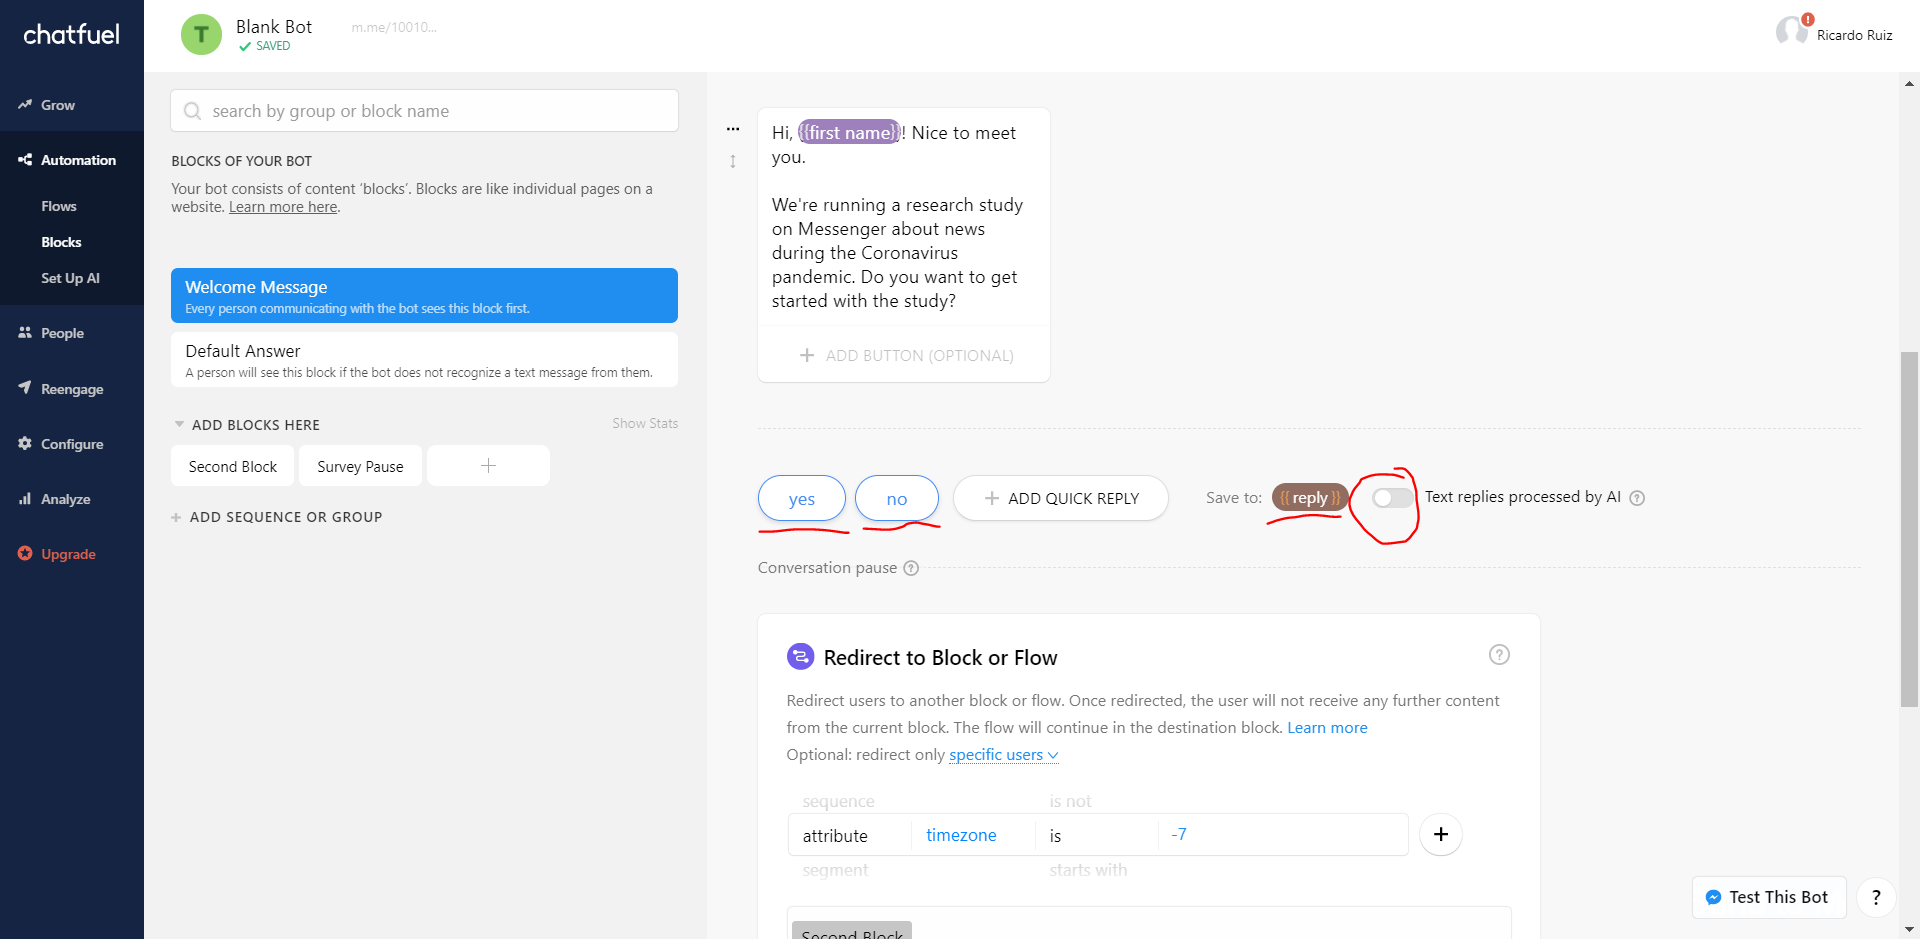 chatfuel
T
Blank Bot
SAVED
m.me/10010...
!
Ricardo Ruiz
Grow
Automation
Flows
Blocks
Set Up AI
People
Reengage
Configure
Analyze
Upgrade
search by group or block name
BLOCKS OF YOUR BOT
Your bot consists of content ‘blocks’. Blocks are like individual pages on a
website. Learn more here.
Welcome Message
Every person communicating with the bot sees this block first.
Default Answer
A person will see this block if the bot does not recognize a text message from them.
ADD BLOCKS HERE
Show Stats
Second Block
Survey Pause
+
+ ADD SEQUENCE OR GROUP
Hi, {{first name}}! Nice to meet
you.
We're running a research study
on Messenger about news
during the Coronavirus
pandemic. Do you want to get
started with the study?
+ ADD BUTTON (OPTIONAL)
yes
no
+ ADD QUICK REPLY
Save to: {{reply}}
Text replies processed by AI ?
Conversation pause ?
Redirect to Block or Flow
?
Redirect users to another block or flow. Once redirected, the user will not receive any further content
from the current block. The flow will continue in the destination block. Learn more
Optional: redirect only specific users
sequence is not
attribute timezone is -7
+
segment starts with
Second Block
Test This Bot
?